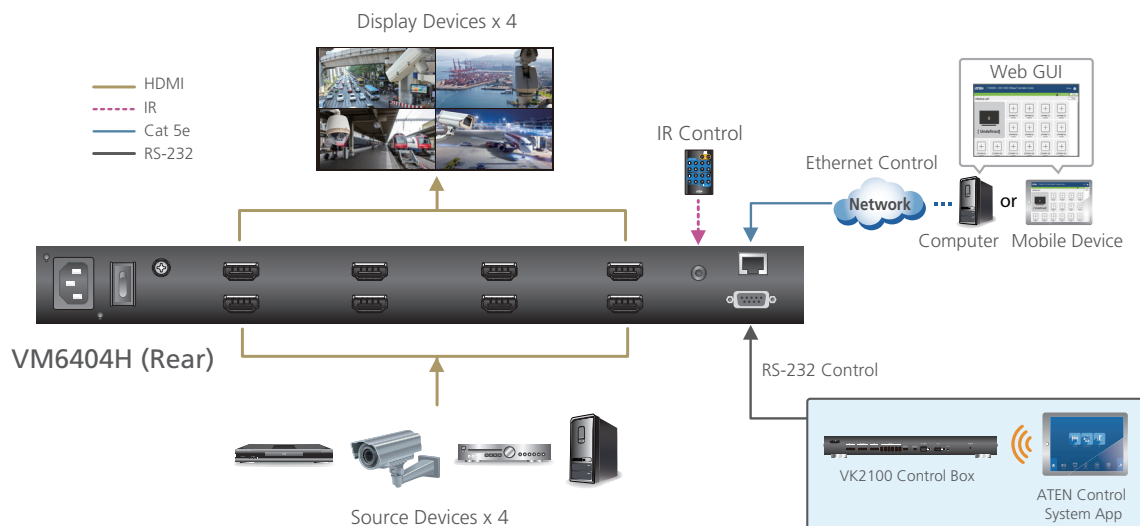 Display Devices x 4
HDMI
IR
Cat 5e
RS-232
IR Control
Web GUI
[ Undefined]
Ethernet Control
Network
or
Computer
Mobile Device
VM6404H (Rear)
RS-232 Control
Source Devices x 4
VK2100 Control Box
ATEN Control
System App